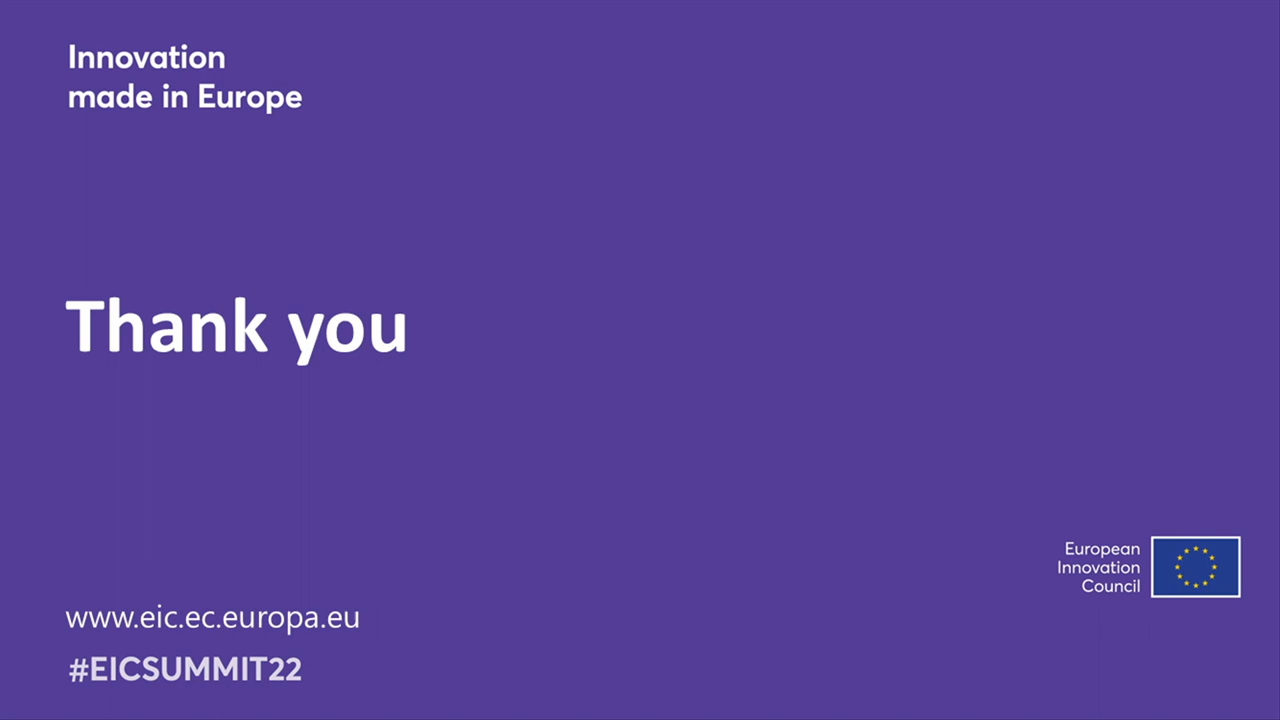 Innovation
made in Europe
Thank you
European
Innovation
Council
www.eic.ec.europa.eu
#EICSUMMIT22